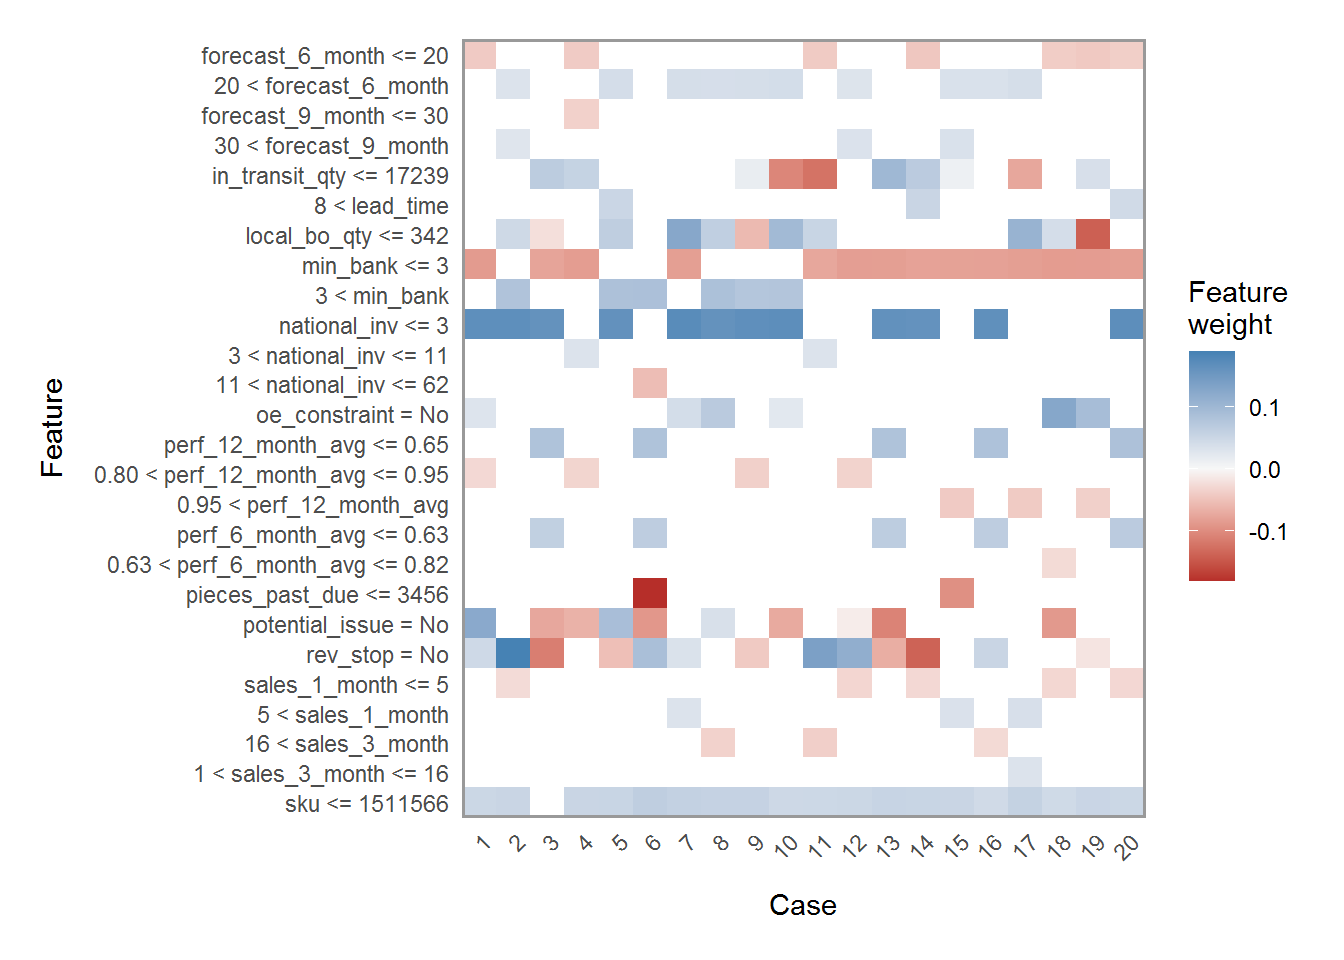 forecast_6_month <= 20
20 < forecast_6_month
forecast_9_month <= 30
30 < forecast_9_month
in_transit_qty <= 17239
8 < lead_time
local_bo_qty <= 342
min_bank <= 3
3 < min_bank
national_inv <= 3
3 < national_inv <= 11
11 < national_inv <= 62
oe_constraint = No
perf_12_month_avg <= 0.65
0.80 < perf_12_month_avg <= 0.95
0.95 < perf_12_month_avg
perf_6_month_avg <= 0.63
0.63 < perf_6_month_avg <= 0.82
pieces_past_due <= 3456
potential_issue = No
rev_stop = No
sales_1_month <= 5
5 < sales_1_month
16 < sales_3_month
1 < sales_3_month <= 16
sku <= 1511566
Feature
1 2 3 4 5 6 7 8 9 10 11 12 13 14 15 16 17 18 19 20
Case
Feature
weight
0.1
0.0
-0.1